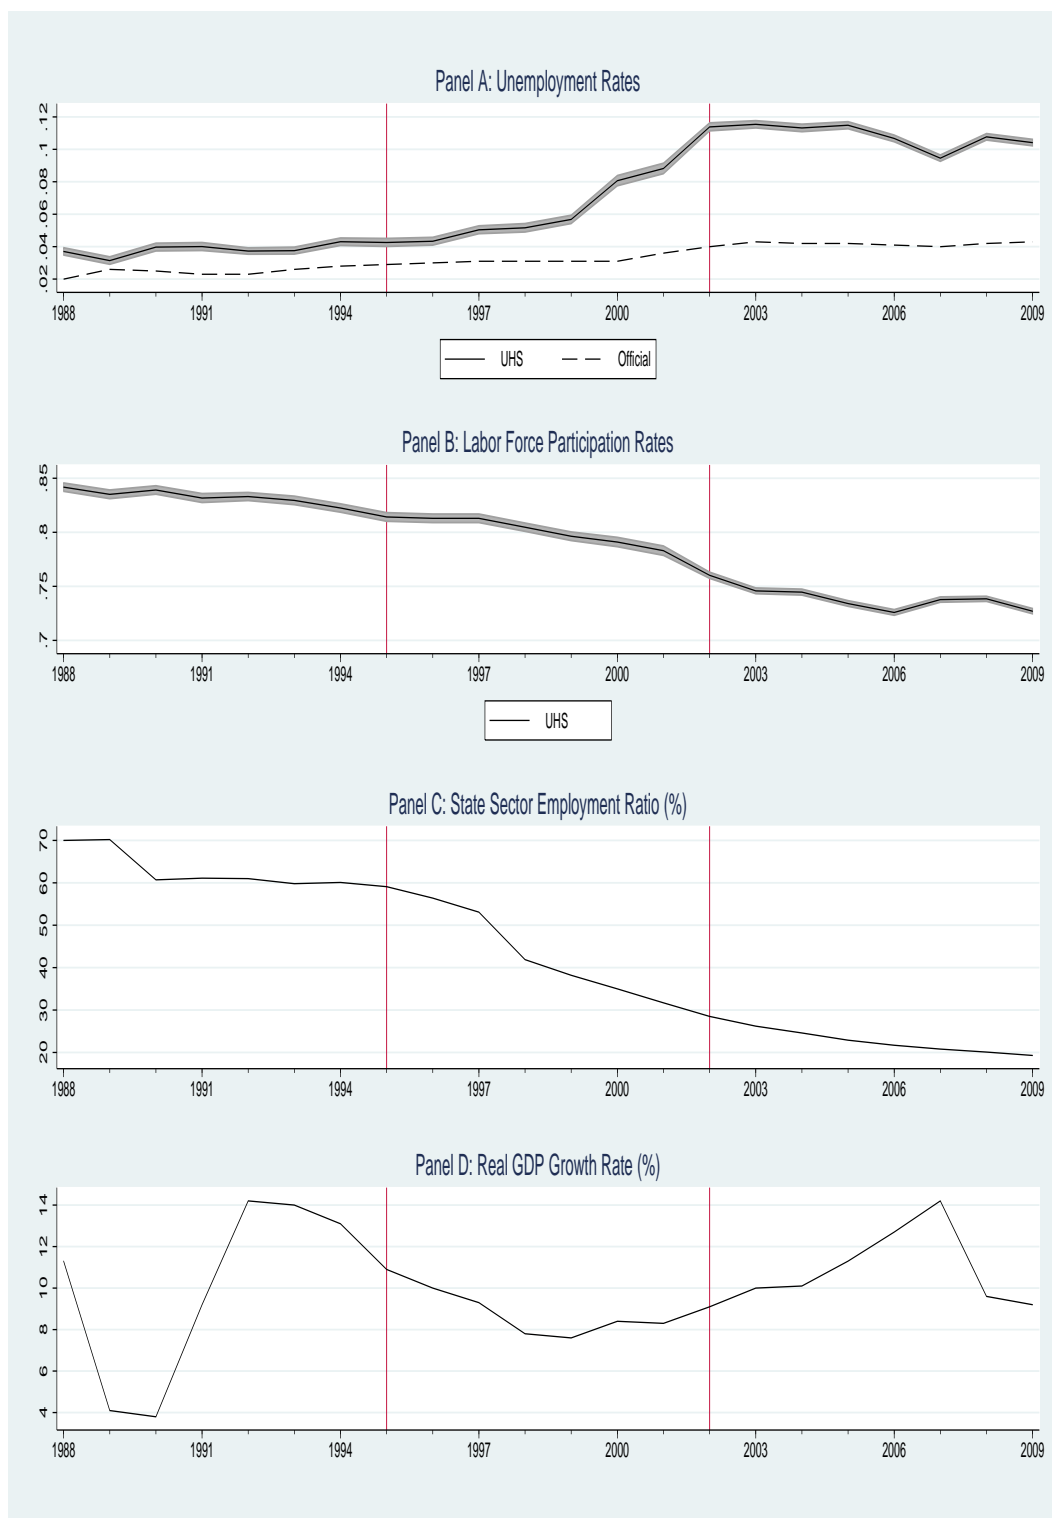 Panel A: Unemployment Rates
.12
.1
.08
.06
.04
.02
1988 1991 1994 1997 2000 2003 2006 2009
UHS Official
Panel B: Labor Force Participation Rates
.85
.8
.75
.7
1988 1991 1994 1997 2000 2003 2006 2009
UHS
Panel C: State Sector Employment Ratio (%)
70
60
50
40
30
20
1988 1991 1994 1997 2000 2003 2006 2009
Panel D: Real GDP Growth Rate (%)
14
12
10
8
6
4
1988 1991 1994 1997 2000 2003 2006 2009